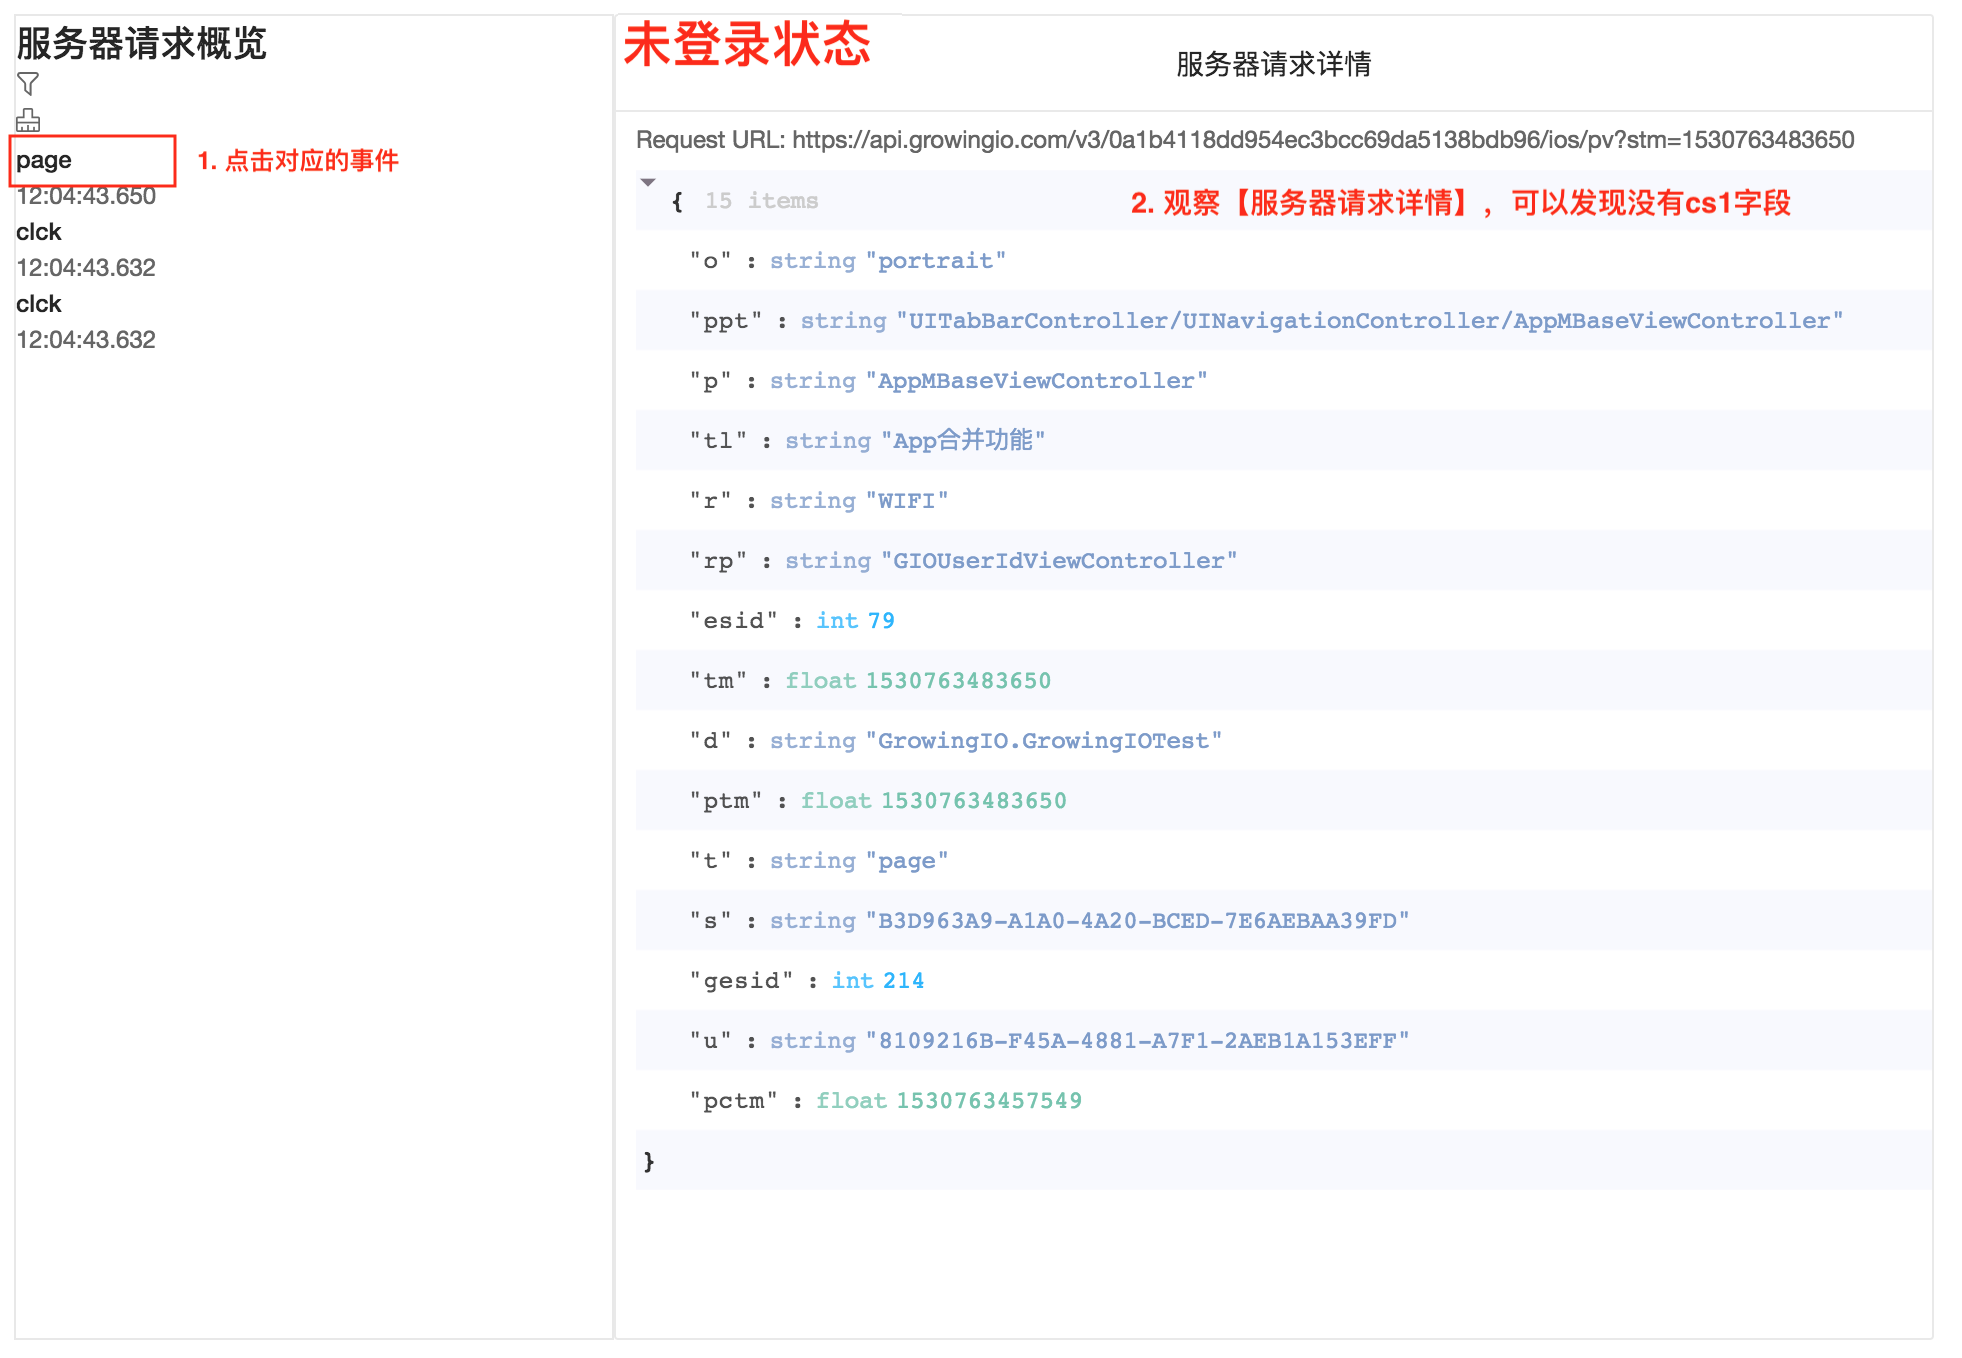 服务器请求概览
page
1. 点击对应的事件
12:04:43.650
clck
12:04:43.632
clck
12:04:43.632
未登录状态
服务器请求详情
Request URL: https://api.growingio.com/v3/0a1b4118dd954ec3bcc69da5138bdb96/ios/pv?stm=1530763483650
{ 15 items
2. 观察【服务器请求详情】，可以发现没有cs1字段
"o" : string "portrait"
"ppt" : string "UITabBarController/UINavigationController/AppMBaseViewController"
"p" : string "AppMBaseViewController"
"tl" : string "App合并功能"
"r" : string "WIFI"
"rp" : string "GIOUserIdViewController"
"esid" : int 79
"tm" : float 1530763483650
"d" : string "GrowingIO.GrowingIOTest"
"ptm" : float 1530763483650
"t" : string "page"
"s" : string "B3D963A9-A1A0-4A20-BCED-7E6AEBAA39FD"
"gesid" : int 214
"u" : string "8109216B-F45A-4881-A7F1-2AEB1A153EFF"
"pctm" : float 1530763457549
}